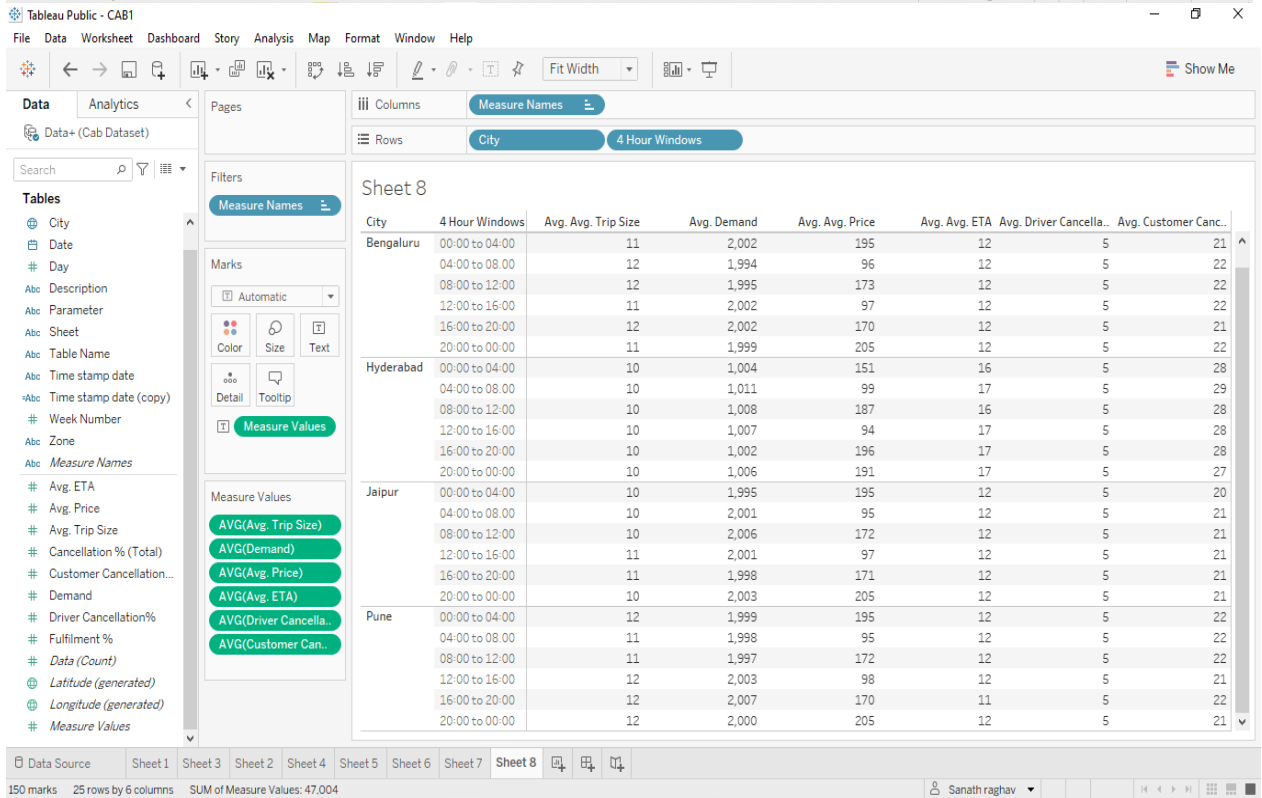 Tableau Public - CAB1
File Data Worksheet Dashboard Story Analysis Map Format Window Help
Fit Width
Show Me
Data Analytics
Data+ (Cab Dataset)
Search
Tables
City
Date
# Day
Abc Description
Abc Parameter
Abc Sheet
Abc Table Name
Abc Time stamp date
=Abc Time stamp date (copy)
# Week Number
Abc Zone
Abc Measure Names
# Avg. ETA
# Avg. Price
# Avg. Trip Size
# Cancellation % (Total)
# Customer Cancellation...
# Demand
# Driver Cancellation%
# Fulfilment %
# Data (Count)
Latitude (generated)
Longitude (generated)
# Measure Values
Pages
Filters
Measure Names
Marks
T Automatic
Color Size Text
Detail Tooltip
T Measure Values
Measure Values
AVG(Avg. Trip Size)
AVG(Demand)
AVG(Avg. Price)
AVG(Avg. ETA)
AVG(Driver Cancella..
AVG(Customer Can..
iii Columns Measure Names
Rows City 4 Hour Windows
Sheet 8
City 4 Hour Windows Avg. Avg. Trip Size Avg. Demand Avg. Avg. Price Avg. Avg. ETA Avg. Driver Cancella.. Avg. Customer Canc..
Bengaluru 00:00 to 04:00 11 2,002 195 12 5 21
04:00 to 08.00 12 1,994 96 12 5 22
08:00 to 12:00 12 1,995 173 12 5 22
12:00 to 16:00 11 2,002 97 12 5 22
16:00 to 20:00 12 2,002 170 12 5 21
20:00 to 00:00 11 1,999 205 12 5 22
Hyderabad 00:00 to 04:00 10 1,004 151 16 5 28
04:00 to 08.00 10 1,011 99 17 5 29
08:00 to 12:00 10 1,008 187 16 5 28
12:00 to 16:00 10 1,007 94 17 5 28
16:00 to 20:00 10 1,002 196 17 5 28
20:00 to 00:00 10 1,006 191 17 5 27
Jaipur 00:00 to 04:00 10 1,995 195 12 5 20
04:00 to 08.00 10 2,001 95 12 5 21
08:00 to 12:00 10 2,006 172 12 5 21
12:00 to 16:00 11 2,001 97 12 5 21
16:00 to 20:00 11 1,998 171 12 5 21
20:00 to 00:00 10 2,003 205 12 5 21
Pune 00:00 to 04:00 12 1,999 195 12 5 22
04:00 to 08.00 11 1,998 95 12 5 22
08:00 to 12:00 11 1,997 172 12 5 22
12:00 to 16:00 12 2,003 98 12 5 21
16:00 to 20:00 12 2,007 170 11 5 22
20:00 to 00:00 12 2,000 205 12 5 21
Data Source Sheet 1 Sheet 3 Sheet 2 Sheet 4 Sheet 5 Sheet 6 Sheet 7 Sheet 8
150 marks 25 rows by 6 columns SUM of Measure Values: 47,004
Sanath raghav